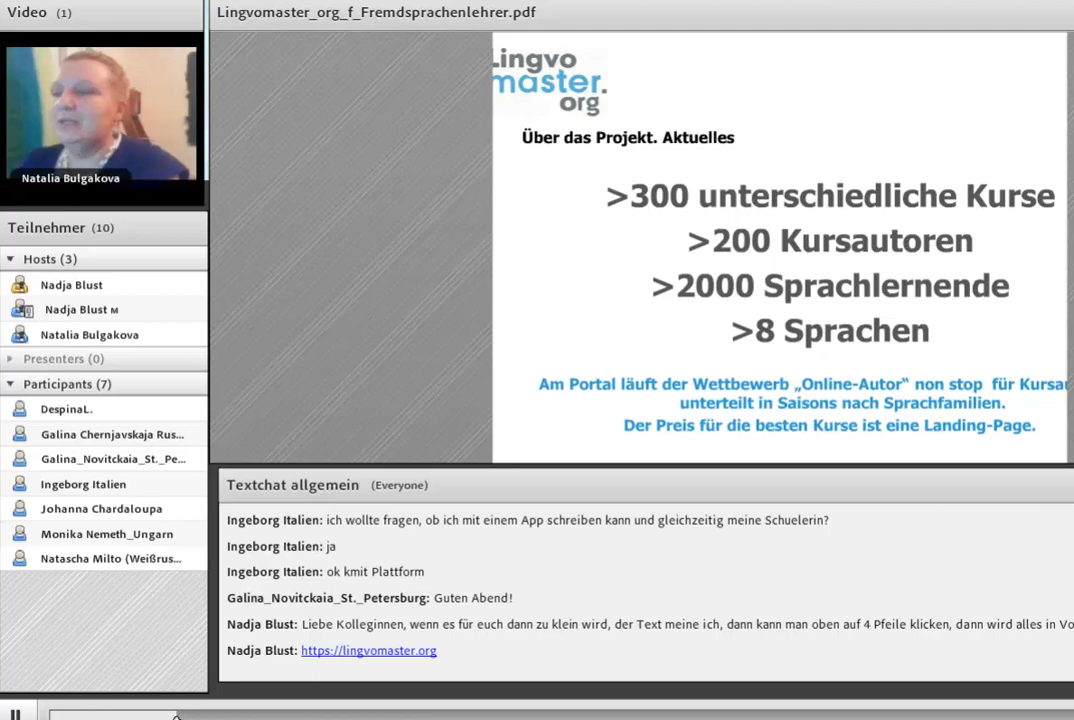 Video (1)
Lingvomaster_org_f_Fremdsprachenlehrer.pdf
Natalia Bulgakova
Lingvo
master.
org
Über das Projekt. Aktuelles
>300 unterschiedliche Kurse
>200 Kursautoren
>2000 Sprachlernende
>8 Sprachen
Am Portal läuft der Wettbewerb „Online-Autor" non stop für
unterteilt in Saisons nach Sprachfamilien.
Der Preis für die besten Kurse ist eine Landing-Page.
Teilnehmer (10)
Hosts (3)
Nadja Blust
Nadja Blust м
Natalia Bulgakova
Presenters (0)
Participants (7)
DespinaL.
Galina Chernjavskaja Rus...
Galina_Novitckaia_St._Pe...
Ingeborg Italien
Johanna Chardaloupa
Monika Nemeth_Ungarn
Natascha Milto (Weißrus...
Textchat allgemein (Everyone)
Ingeborg Italien: ich wollte fragen, ob ich mit einem App schreiben kann und gleichzeitig meine Schuelerin?
Ingeborg Italien: ja
Ingeborg Italien: ok kmit Plattform
Galina_Novitckaia_St._Petersburg: Guten Abend!
Nadja Blust: Liebe Kolleginnen, wenn es für euch dann zu klein wird, der Text meine ich, dann kann man oben auf 4 Pfeile klicken, dann wird alles in
Nadja Blust: https://lingvomaster.org